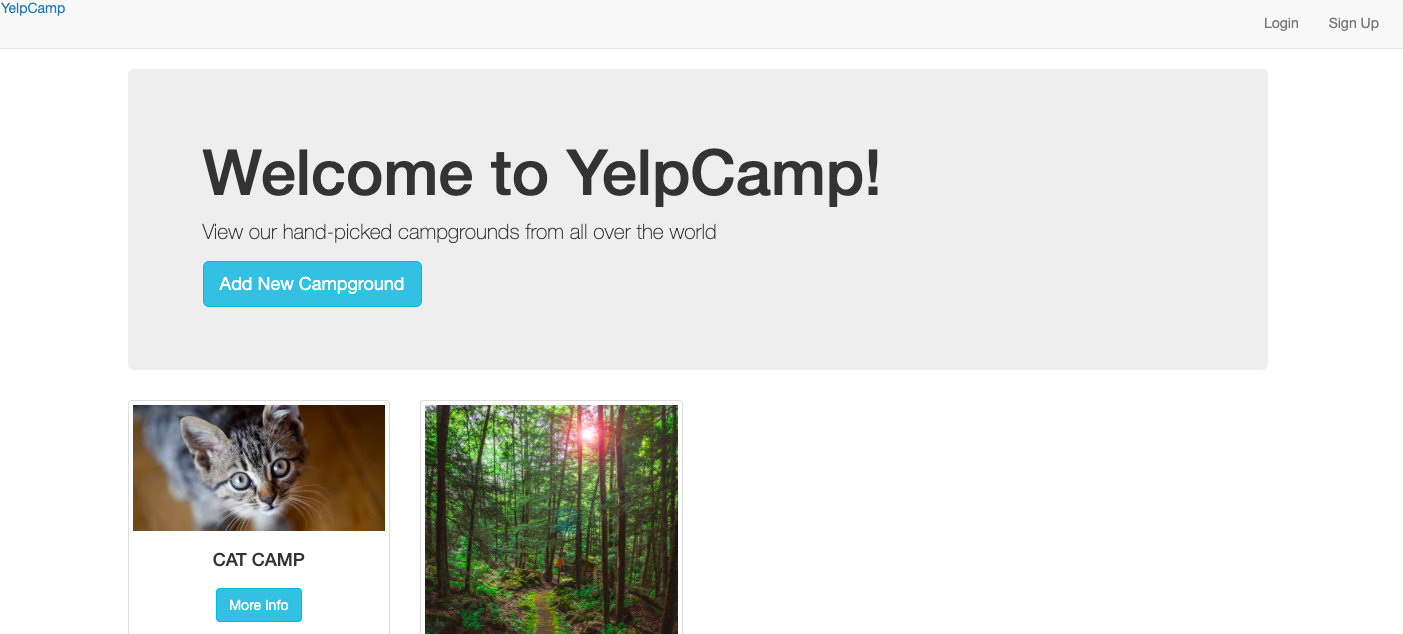 YelpCamp
Login
Sign Up
Welcome to YelpCamp!
View our hand-picked campgrounds from all over the world
Add New Campground
CAT CAMP
More Info